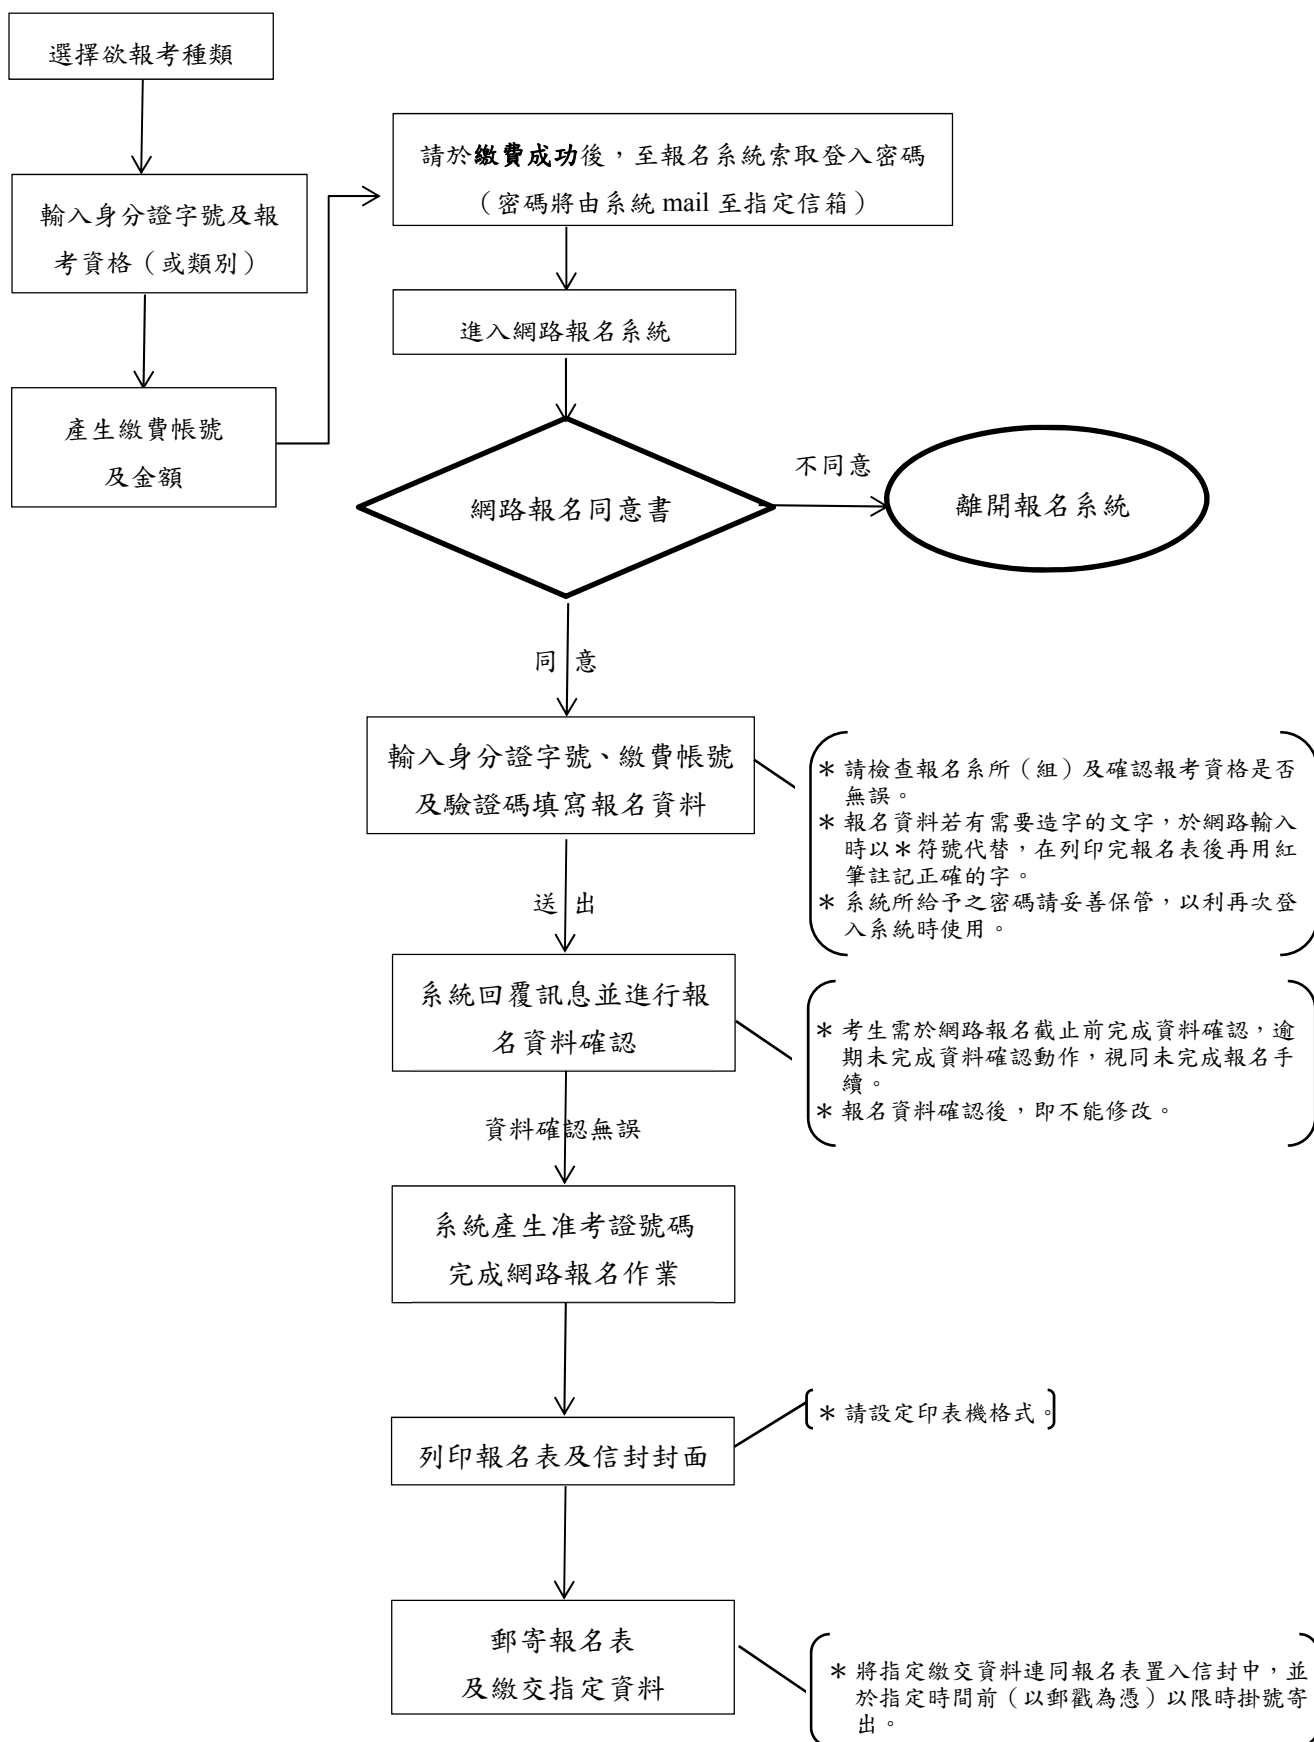 選擇欲報考種類
輸入身分證字號及報
考資格（或類別）
產生繳費帳號
及金額
請於繳費成功後，至報名系統索取登入密碼
（密碼將由系統 mail 至指定信箱）
進入網路報名系統
網路報名同意書
不同意
離開報名系統
同意
輸入身分證字號、繳費帳號
及驗證碼填寫報名資料
＊請檢查報名系所（組）及確認報考資格是否
無誤。
＊報名資料若有需要造字的文字，於網路輸入
時以＊符號代替，在列印完報名表後再用紅
筆註記正確的字。
＊系統所給予之密碼請妥善保管，以利再次登
入系統時使用。
送出
系統回覆訊息並進行報
名資料確認
＊考生需於網路報名截止前完成資料確認，逾
期未完成資料確認動作，視同未完成報名手
續。
＊報名資料確認後，即不能修改。
資料確認無誤
系統產生准考證號碼
完成網路報名作業
列印報名表及信封封面
＊請設定印表機格式。
郵寄報名表
及繳交指定資料
＊將指定繳交資料連同報名表置入信封中，並
於指定時間前（以郵戳為憑）以限時掛號寄
出。